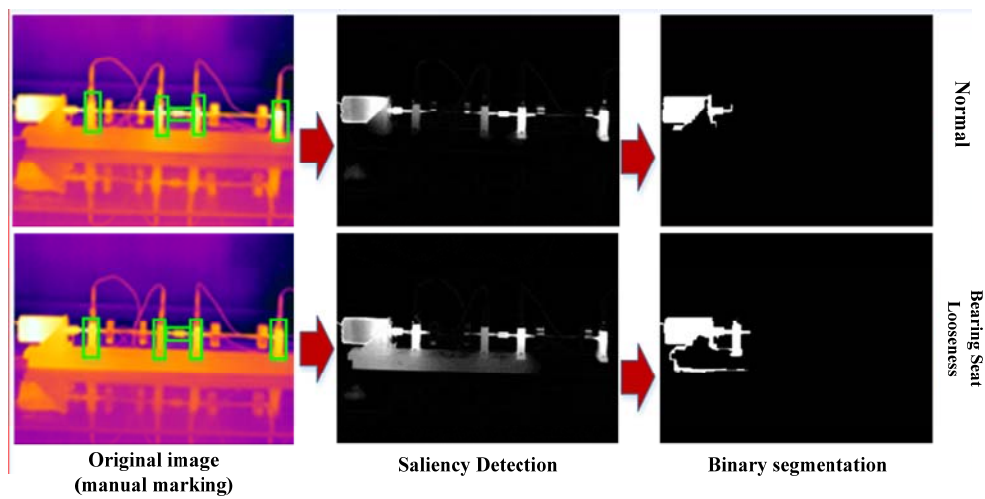 Normal
Bearing Seat
Looseness
Original image
(manual marking)
Saliency Detection
Binary segmentation